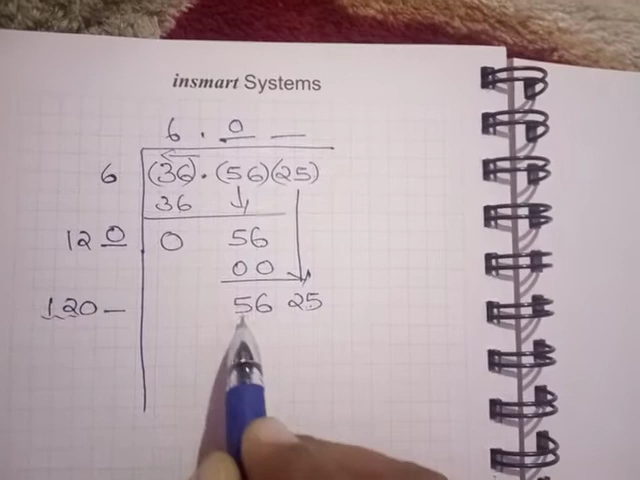 insmart Systems
6 . 0 _
6 (36) . (56)(25)
36
12 0 0 56
00
120 _ 56 25